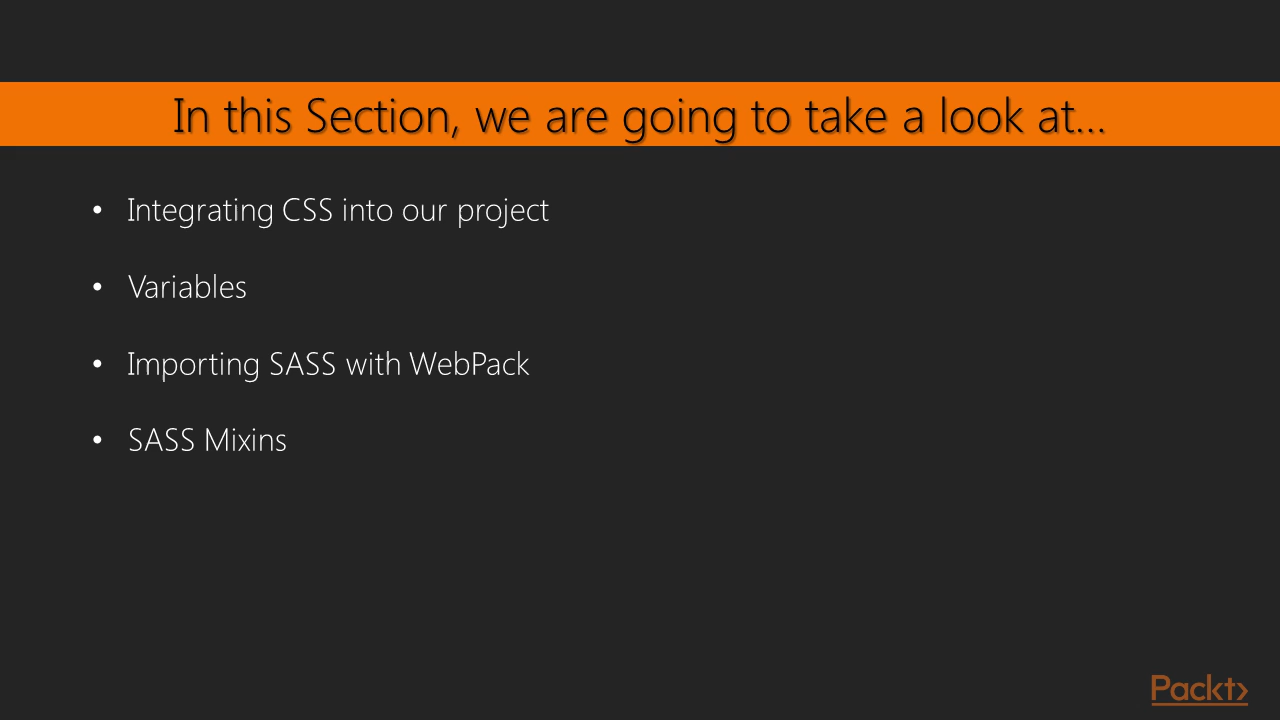 In this Section, we are going to take a look at...
• Integrating CSS into our project
• Variables
• Importing SASS with WebPack
• SASS Mixins
Packt>